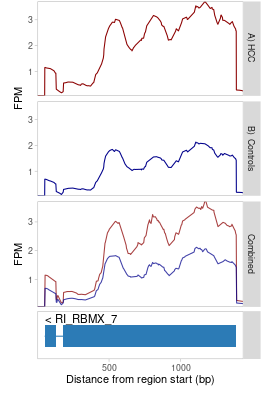 3
2
1
A) HCC
FPM
3
2
1
B) Controls
3
2
1
Combined
FPM
< RI_RBMX_7
500
1000
Distance from region start (bp)